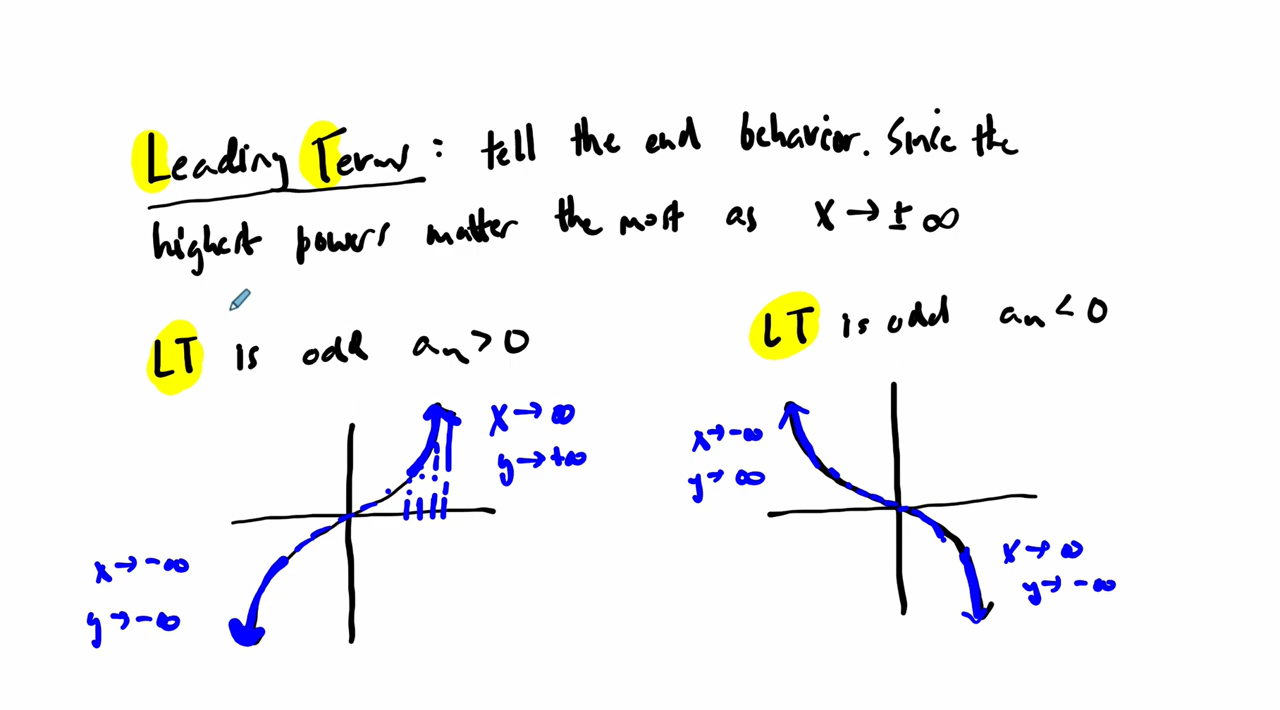 Leading Terms: tell the end behavior. Since the
highest powers matter the most as x → ± ∞
LT is odd aₙ > 0
x → ∞
y → +∞
x → -∞
y → -∞
LT is odd aₙ < 0
x → -∞
y → ∞
x → ∞
y → -∞